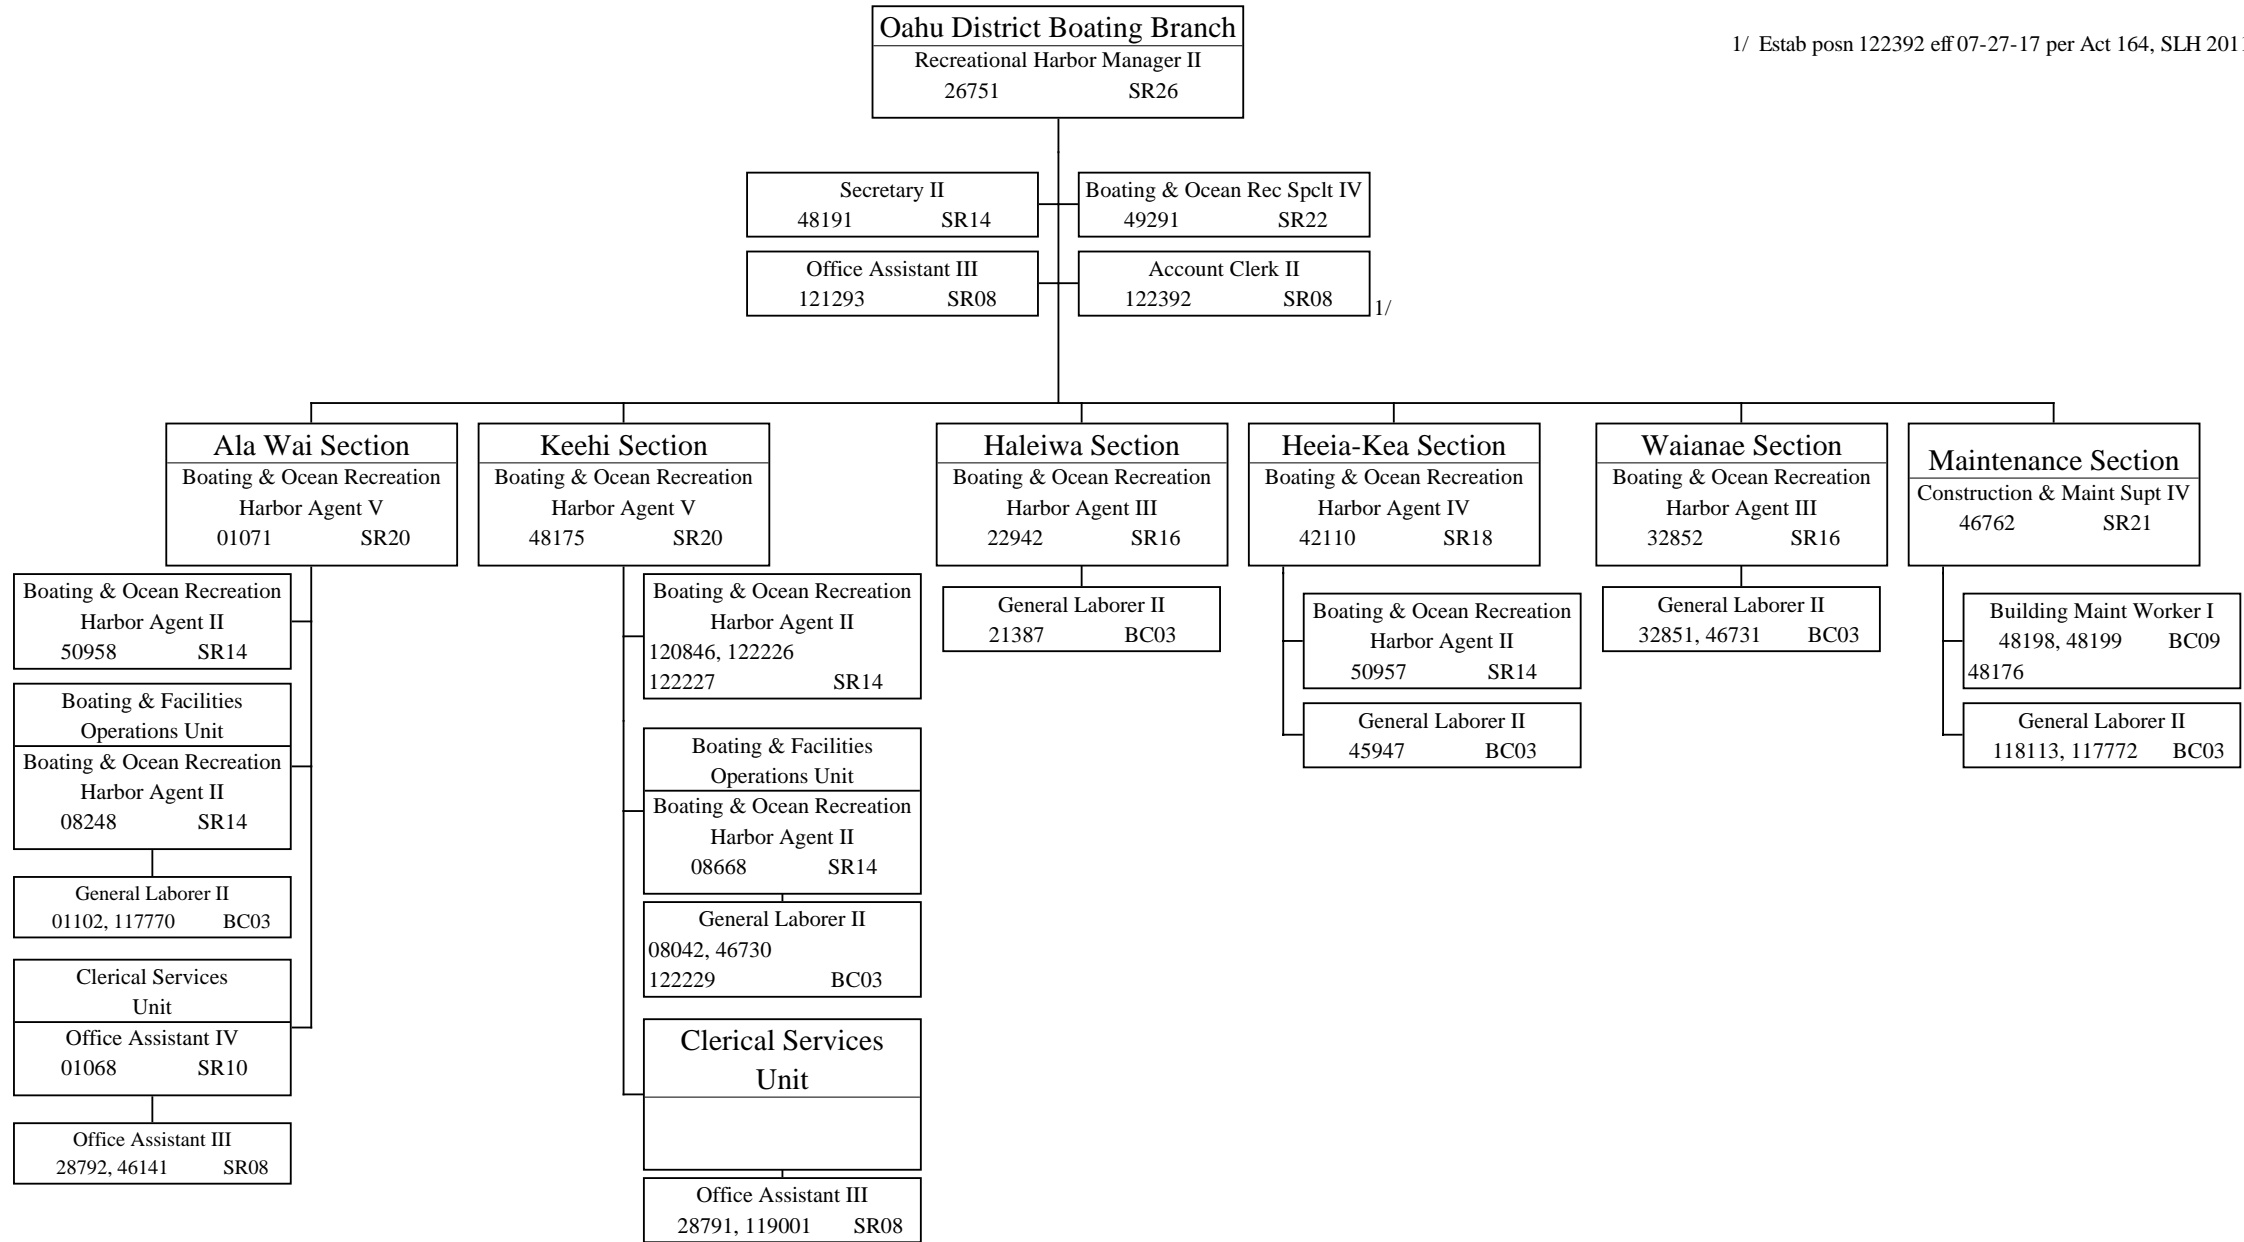 Oahu District Boating Branch
Recreational Harbor Manager II
26751 SR26
1/ Estab posn 122392 eff 07-27-17 per Act 164, SLH
Secretary II
48191 SR14
Boating & Ocean Rec Spclt IV
49291 SR22
Office Assistant III
121293 SR08
Account Clerk II
122392 SR08
1/
Ala Wai Section
Boating & Ocean Recreation
Harbor Agent V
01071 SR20
Boating & Ocean Recreation
Harbor Agent II
50958 SR14
Boating & Facilities
Operations Unit
Boating & Ocean Recreation
Harbor Agent II
08248 SR14
General Laborer II
01102, 117770 BC03
Clerical Services
Unit
Office Assistant IV
01068 SR10
Office Assistant III
28792, 46141 SR08
Keehi Section
Boating & Ocean Recreation
Harbor Agent V
48175 SR20
Boating & Ocean Recreation
Harbor Agent II
120846, 122226
122227 SR14
Boating & Facilities
Operations Unit
Boating & Ocean Recreation
Harbor Agent II
08668 SR14
General Laborer II
08042, 46730
122229 BC03
Clerical Services
Unit
Office Assistant III
28791, 119001 SR08
Haleiwa Section
Boating & Ocean Recreation
Harbor Agent III
22942 SR16
General Laborer II
21387 BC03
Heeia-Kea Section
Boating & Ocean Recreation
Harbor Agent IV
42110 SR18
Boating & Ocean Recreation
Harbor Agent II
50957 SR14
General Laborer II
45947 BC03
Waianae Section
Boating & Ocean Recreation
Harbor Agent III
32852 SR16
General Laborer II
32851, 46731 BC03
Maintenance Section
Construction & Maint Supt IV
46762 SR21
Building Maint Worker I
48198, 48199 BC09
48176
General Laborer II
118113, 117772 BC03